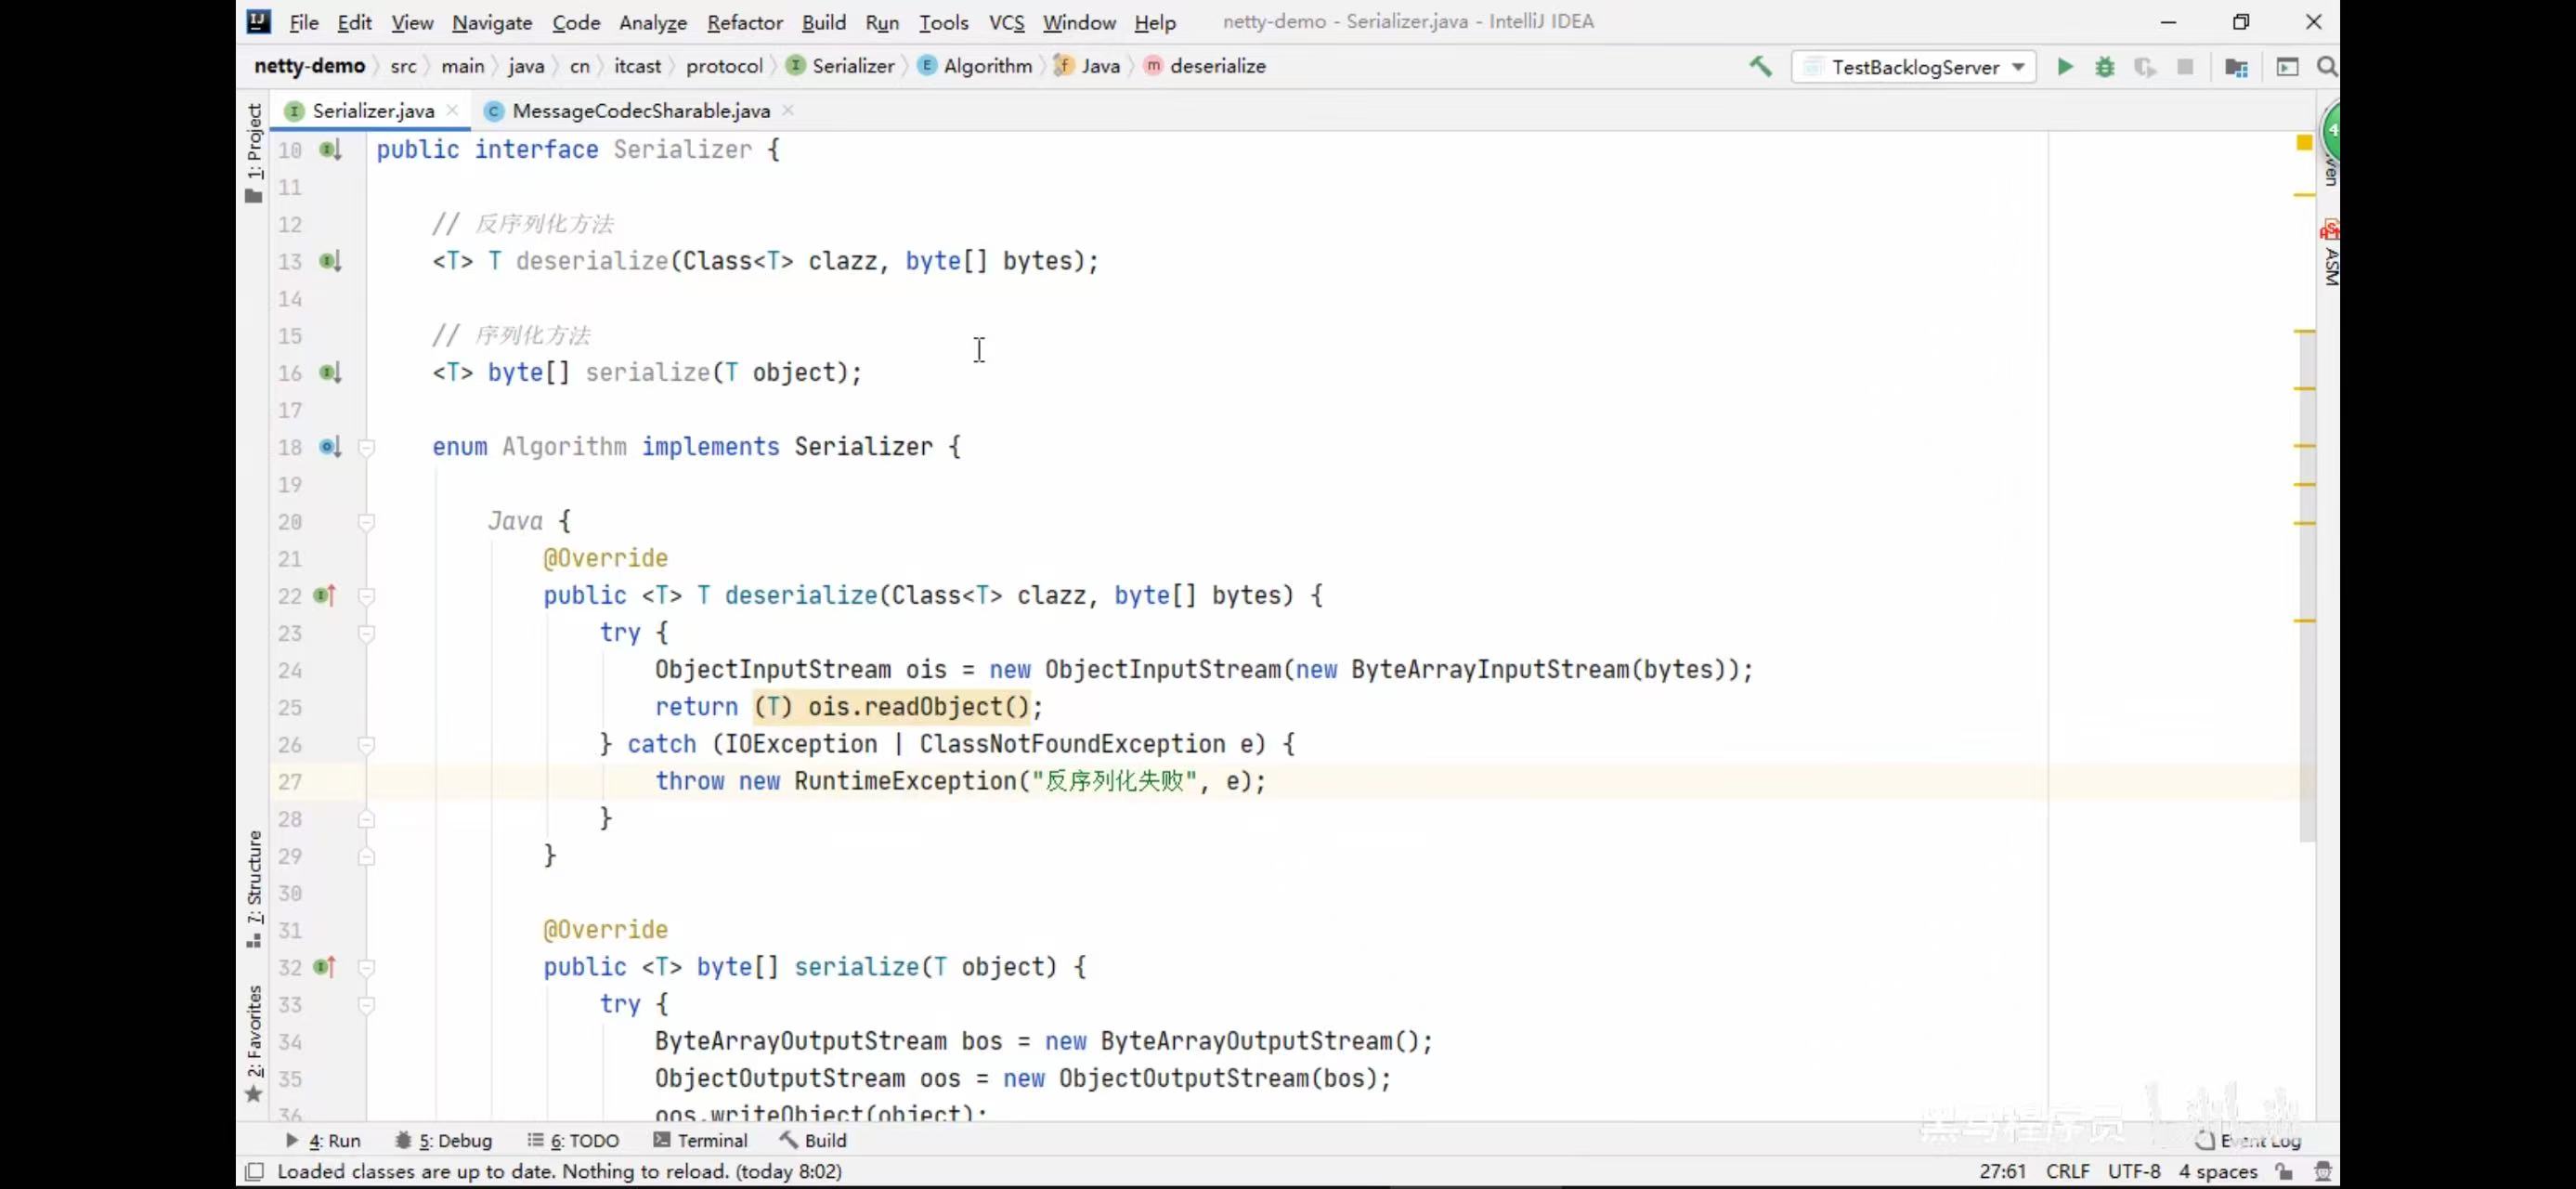 File Edit View Navigate Code Analyze Refactor Build Run Tools VCS Window Help netty-demo - Serializer.java - IntelliJ IDEA
netty-demo src main java cn itcast protocol Serializer Algorithm Java deserialize TestBacklogServer
Serializer.java MessageCodecSharable.java
1: Project
7: Structure
2: Favorites
ASM
10 public interface Serializer {
11
12 // 反序列化方法
13 <T> T deserialize(Class<T> clazz, byte[] bytes);
14
15 // 序列化方法
16 <T> byte[] serialize(T object);
17
18 enum Algorithm implements Serializer {
19
20 Java {
21 @Override
22 public <T> T deserialize(Class<T> clazz, byte[] bytes) {
23 try {
24 ObjectInputStream ois = new ObjectInputStream(new ByteArrayInputStream(bytes));
25 return (T) ois.readObject();
26 } catch (IOException | ClassNotFoundException e) {
27 throw new RuntimeException("反序列化失败", e);
28 }
29 }
30
31 @Override
32 public <T> byte[] serialize(T object) {
33 try {
34 ByteArrayOutputStream bos = new ByteArrayOutputStream();
35 ObjectOutputStream oos = new ObjectOutputStream(bos);
36 oos.writeObject(object);
黑马程序员
4: Run 5: Debug 6: TODO Terminal Build Event Log
Loaded classes are up to date. Nothing to reload. (today 8:02) 27:61 CRLF UTF-8 4 spaces